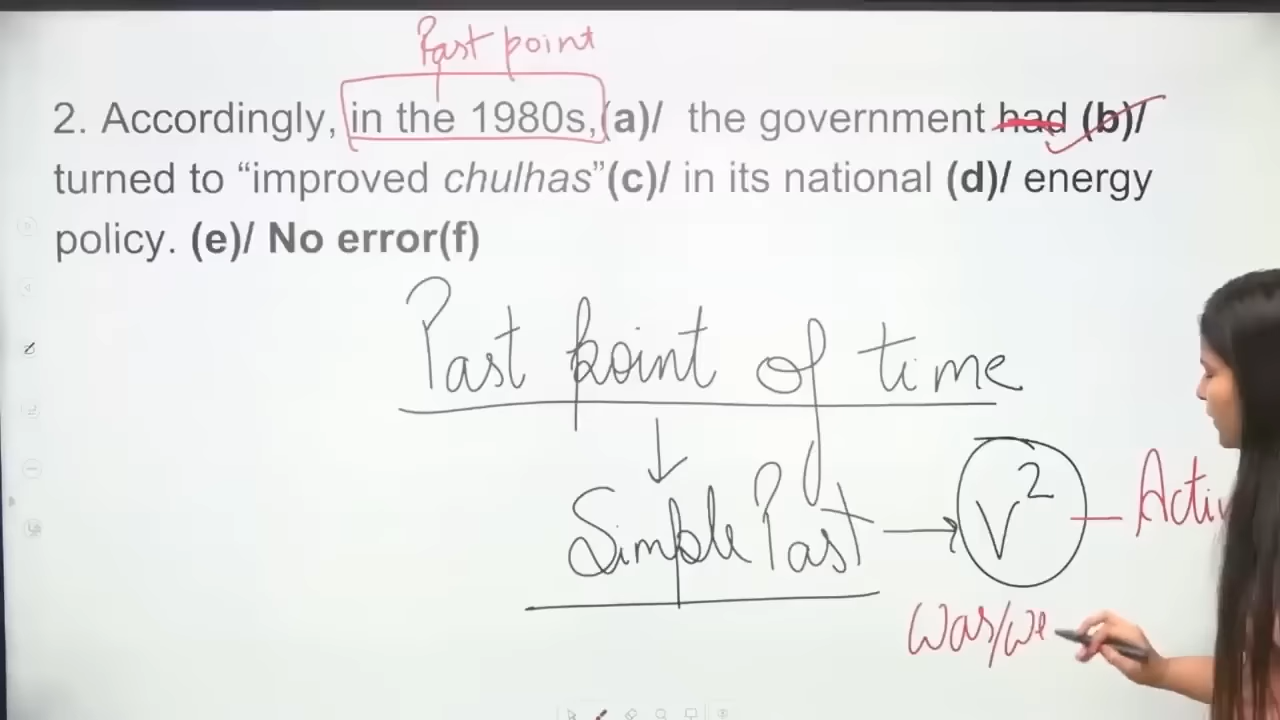 Past point
2. Accordingly, in the 1980s,(a)/ the government had (b)/
turned to “improved chulhas”(c)/ in its national (d)/ energy
policy. (e)/ No error(f)
Past point of time
Simple Past → V2 — Activ
was/we